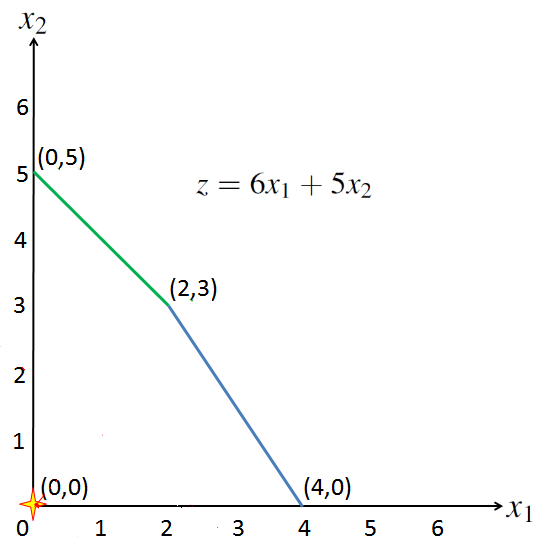 x₂
6
(0,5)
5
z = 6x₁ + 5x₂
4
(2,3)
3
2
1
(0,0)
(4,0)
x₁
0 1 2 3 4 5 6